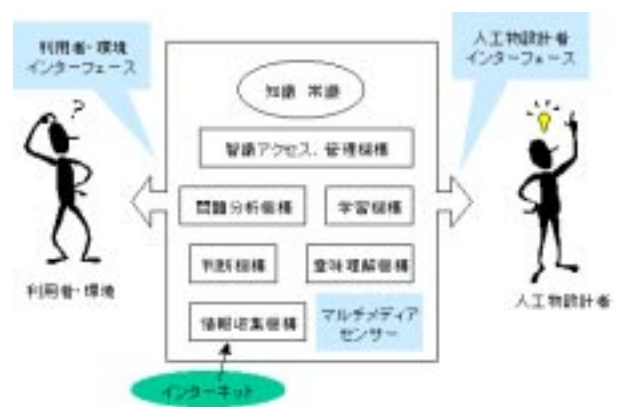 利用者・環境
インターフェース
人工物設計者
インターフェース
?
知識 常識
智識アクセス、管理機構
問題分析機構
学習機構
判断機構
意味理解機構
情報収集機構
マルチメディア
センサー
利用者・環境
人工物設計者
インターネット